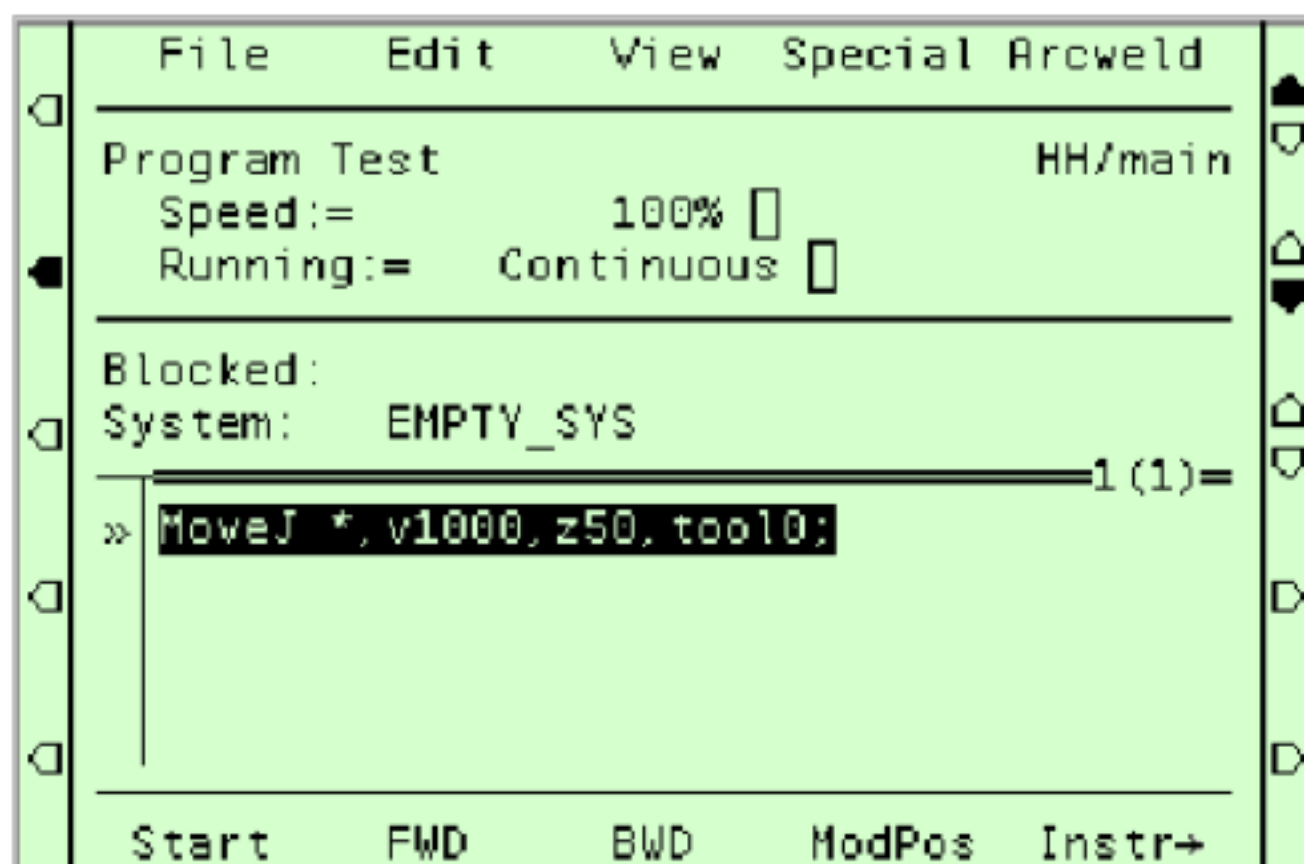 File Edit View Special Arcweld
Program Test HH/main
Speed:= 100%
Running:= Continuous
Blocked:
System: EMPTY_SYS
1(1)
» MoveJ *,v1000,z50,tool0;
Start FWD BWD ModPos Instr→